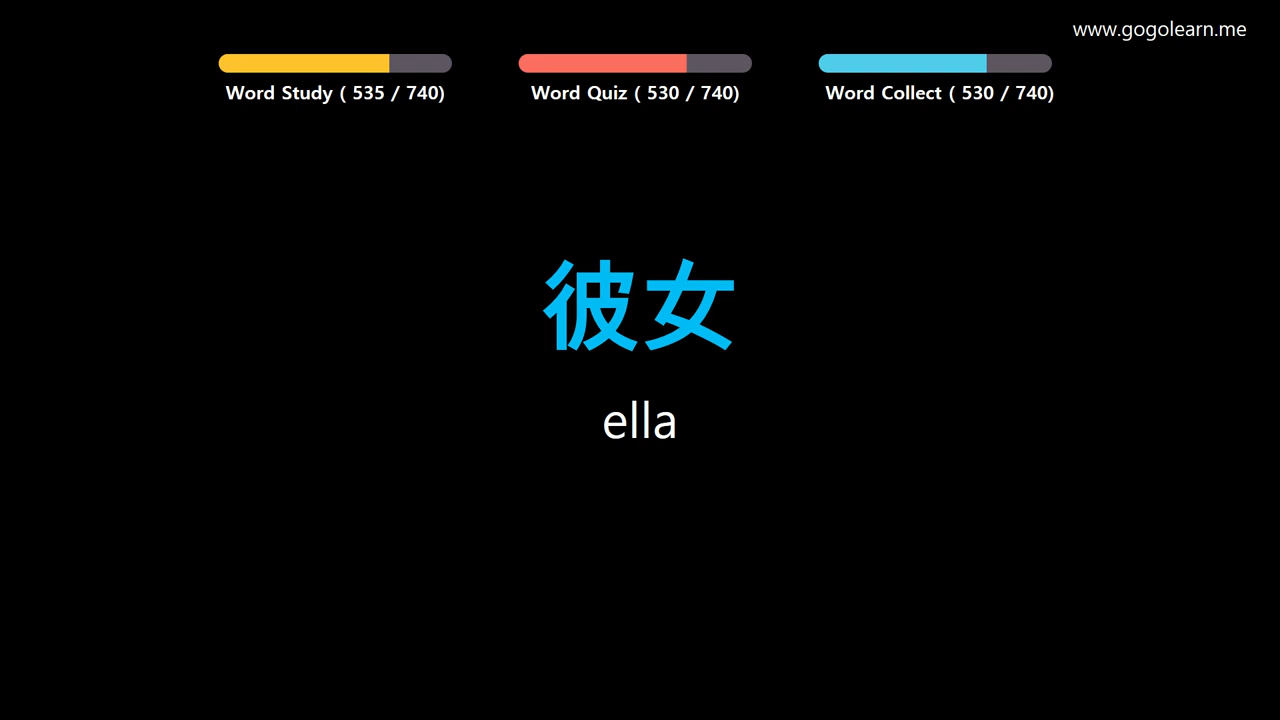 www.gogolearn.me
Word Study ( 535 / 740)
Word Quiz ( 530 / 740)
Word Collect ( 530 / 740)
彼女
ella